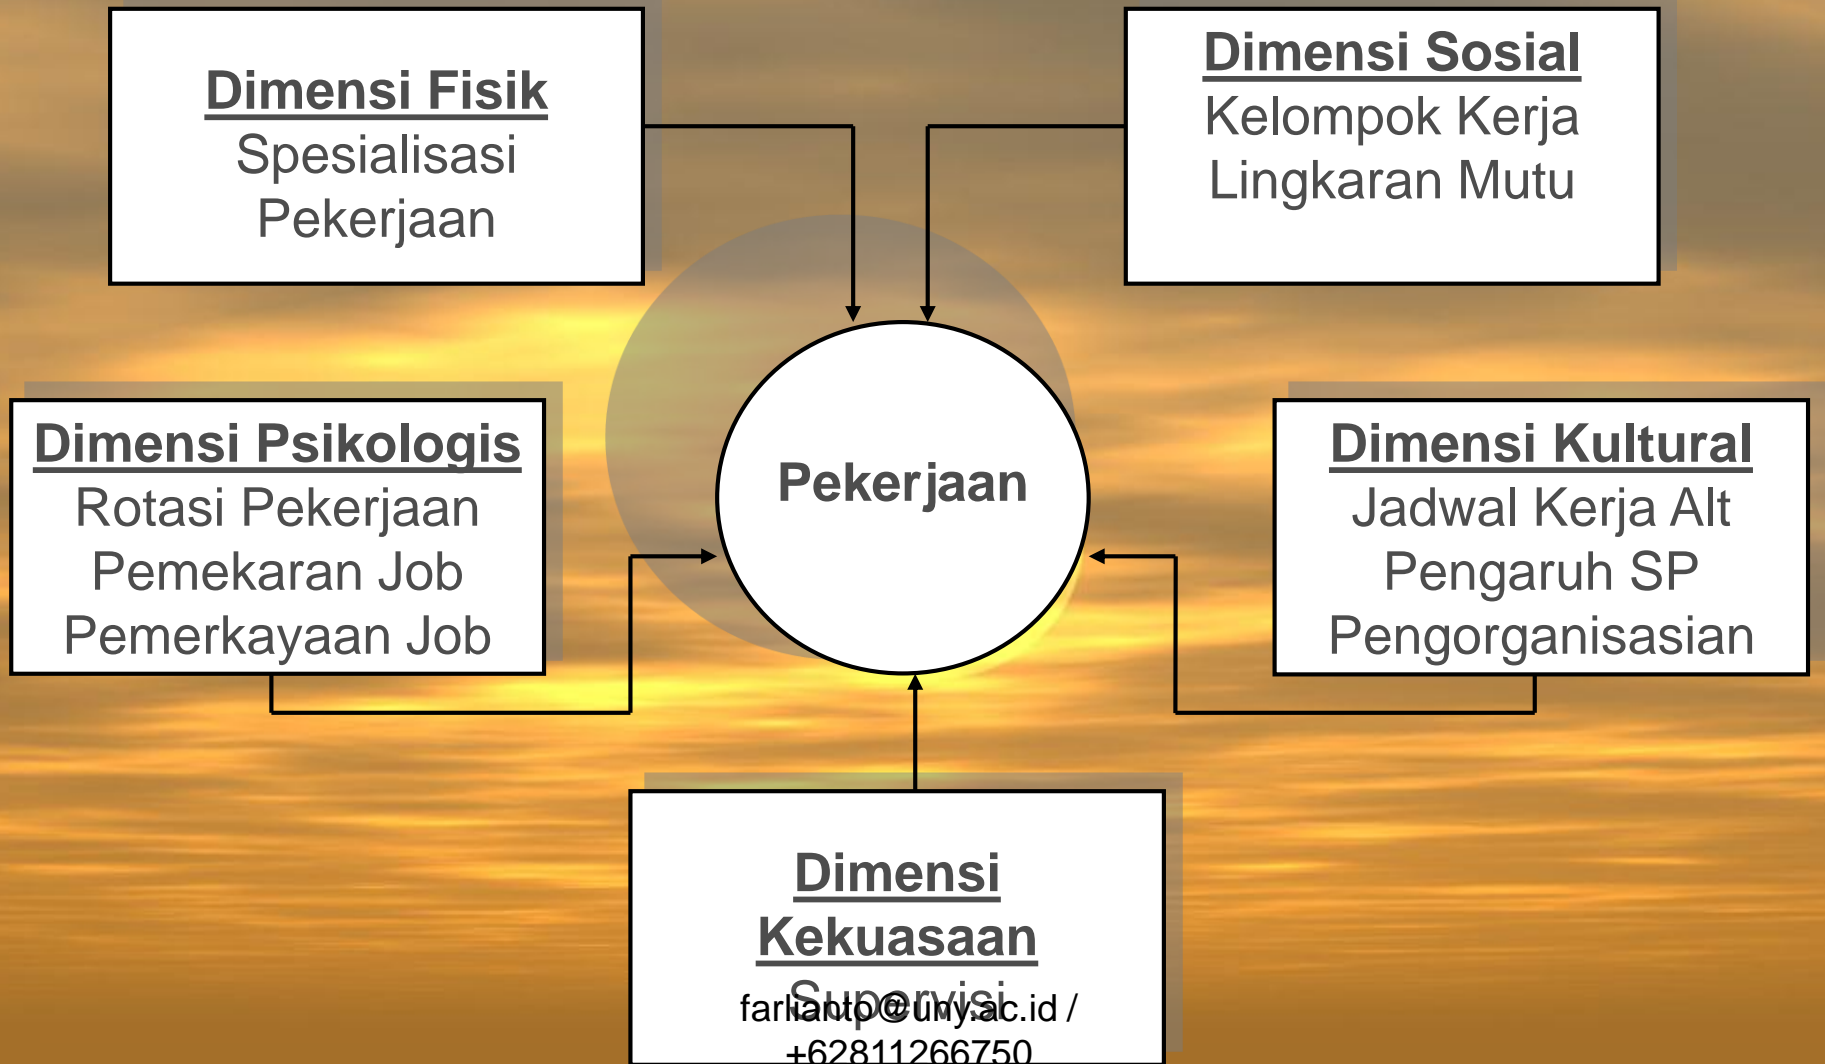 Dimensi Fisik
Spesialisasi
Pekerjaan
Dimensi Sosial
Kelompok Kerja
Lingkaran Mutu
Dimensi Psikologis
Rotasi Pekerjaan
Pemekaran Job
Pemerkayaan Job
Pekerjaan
Dimensi Kultural
Jadwal Kerja Alt
Pengaruh SP
Pengorganisasian
Dimensi
Kekuasaan
Supervisi
farlianto@uny.ac.id /
+62811266750